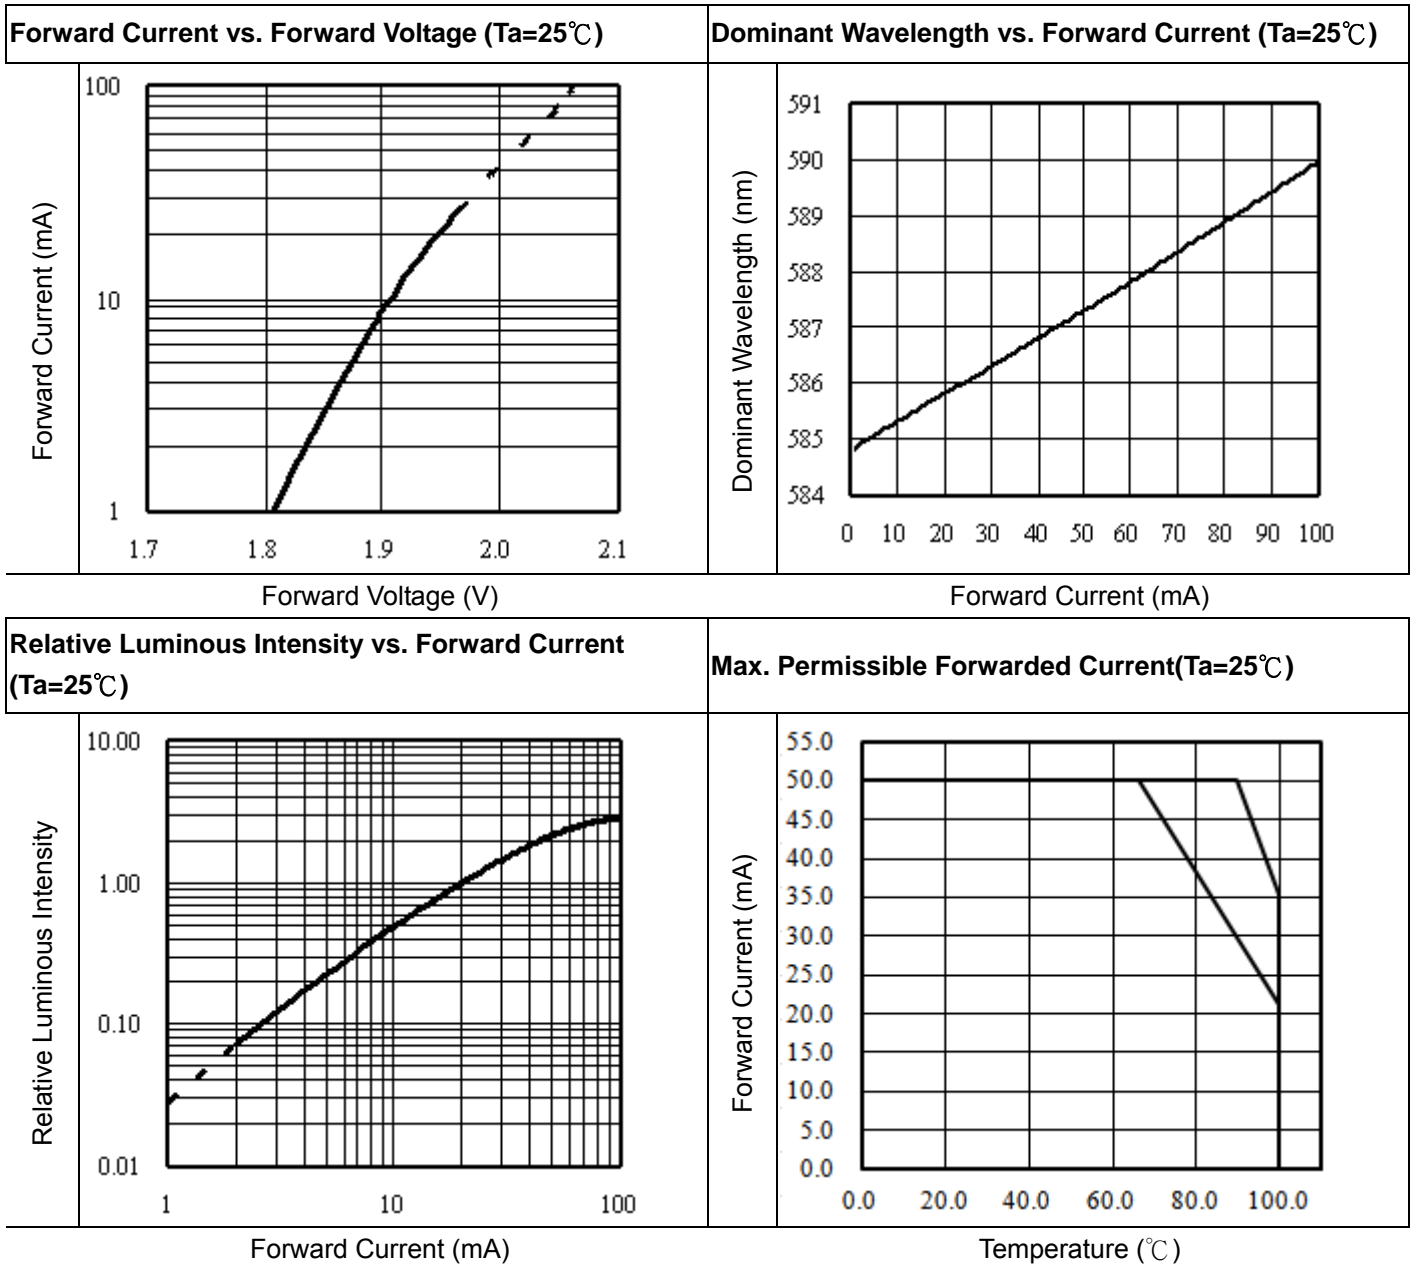 Forward Current vs. Forward Voltage (Ta=25℃)
Dominant Wavelength vs. Forward Current (Ta=25℃)
Forward Current (mA)
100
10
1
1.7 1.8 1.9 2.0 2.1
Forward Voltage (V)
Dominant Wavelength (nm)
591
590
589
588
587
586
585
584
0 10 20 30 40 50 60 70 80 90 100
Forward Current (mA)
Relative Luminous Intensity vs. Forward Current
(Ta=25℃)
Max. Permissible Forwarded Current(Ta=25℃)
Relative Luminous Intensity
10.00
1.00
0.10
0.01
1 10 100
Forward Current (mA)
Forward Current (mA)
55.0
50.0
45.0
40.0
35.0
30.0
25.0
20.0
15.0
10.0
5.0
0.0
0.0 20.0 40.0 60.0 80.0 100.0
Temperature (℃)